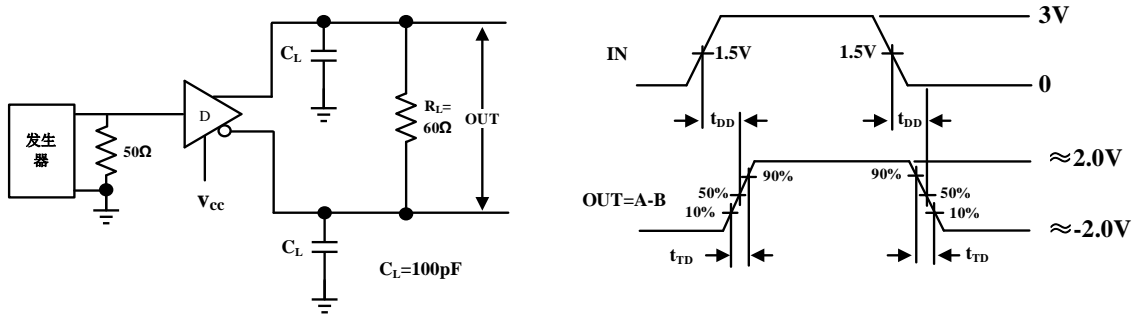 发生
器
50Ω
D
Vcc
CL
CL
RL=
60Ω
OUT
CL=100pF
IN
1.5V
1.5V
3V
0
tDD
tDD
OUT=A-B
90%
50%
10%
90%
50%
10%
≈2.0V
≈-2.0V
tTD
tTD